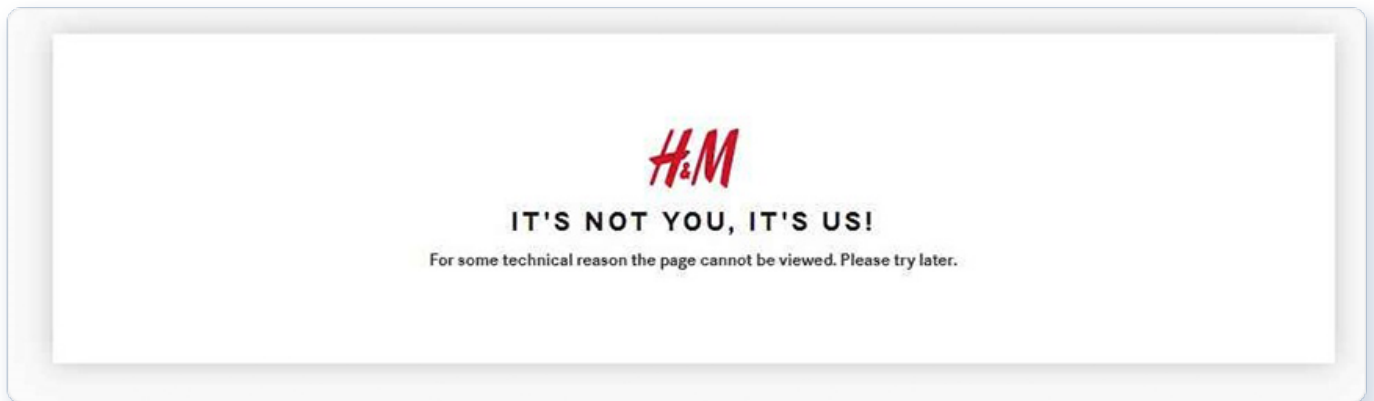 H&M
IT'S NOT YOU, IT'S US!
For some technical reason the page cannot be viewed. Please try later.